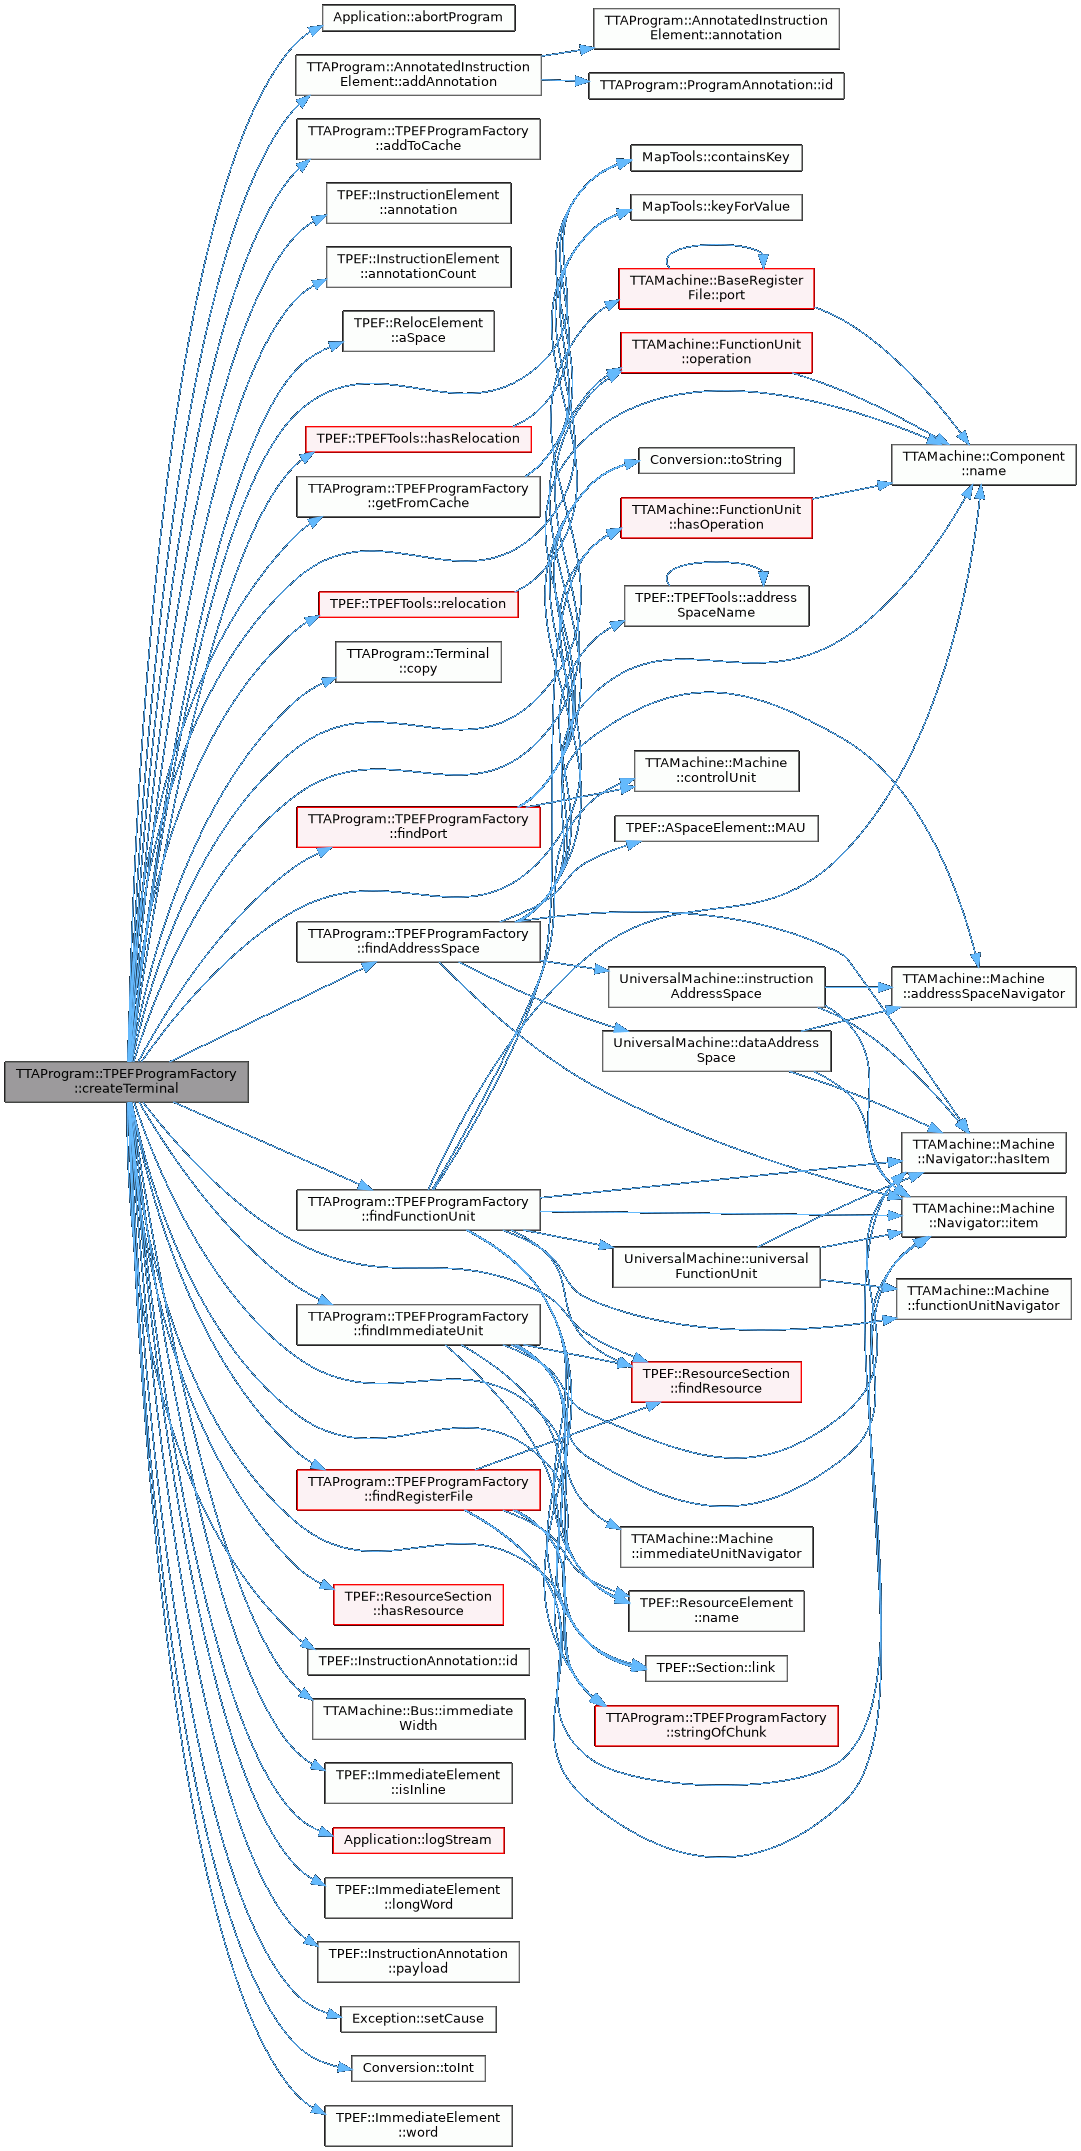 Application::abortProgram
TTAProgram::AnnotatedInstruction
Element::addAnnotation
TTAProgram::TPEFProgramFactory
::addToCache
TPEF::InstructionElement
::annotation
TPEF::InstructionElement
::annotationCount
TPEF::RelocElement
::aSpace
TPEF::TPEFTools::hasRelocation
TTAProgram::TPEFProgramFactory
::getFromCache
TPEF::TPEFTools::relocation
TTAProgram::Terminal
::copy
TTAProgram::TPEFProgramFactory
::findPort
TTAProgram::TPEFProgramFactory
::findAddressSpace
TTAProgram::TPEFProgramFactory
::createTerminal
TTAProgram::TPEFProgramFactory
::findFunctionUnit
TTAProgram::TPEFProgramFactory
::findImmediateUnit
TTAProgram::TPEFProgramFactory
::findRegisterFile
TPEF::ResourceSection
::hasResource
TPEF::InstructionAnnotation::id
TTAMachine::Bus::immediate
Width
TPEF::ImmediateElement
::isInline
Application::logStream
TPEF::ImmediateElement
::longWord
TPEF::InstructionAnnotation
::payload
Exception::setCause
Conversion::toInt
TPEF::ImmediateElement
::word
TTAProgram::AnnotatedInstruction
Element::annotation
TTAProgram::ProgramAnnotation::id
MapTools::containsKey
MapTools::keyForValue
TTAMachine::BaseRegister
File::port
TTAMachine::FunctionUnit
::operation
Conversion::toString
TTAMachine::FunctionUnit
::hasOperation
TPEF::TPEFTools::address
SpaceName
TTAMachine::Machine
::controlUnit
TPEF::ASpaceElement::MAU
UniversalMachine::instruction
AddressSpace
UniversalMachine::dataAddress
Space
UniversalMachine::universal
FunctionUnit
TPEF::ResourceSection
::findResource
TTAMachine::Machine
::immediateUnitNavigator
TPEF::ResourceElement
::name
TPEF::Section::link
TTAProgram::TPEFProgramFactory
::stringOfChunk
TTAMachine::Component
::name
TTAMachine::Machine
::addressSpaceNavigator
TTAMachine::Machine
::Navigator::hasItem
TTAMachine::Machine
::Navigator::item
TTAMachine::Machine
::functionUnitNavigator